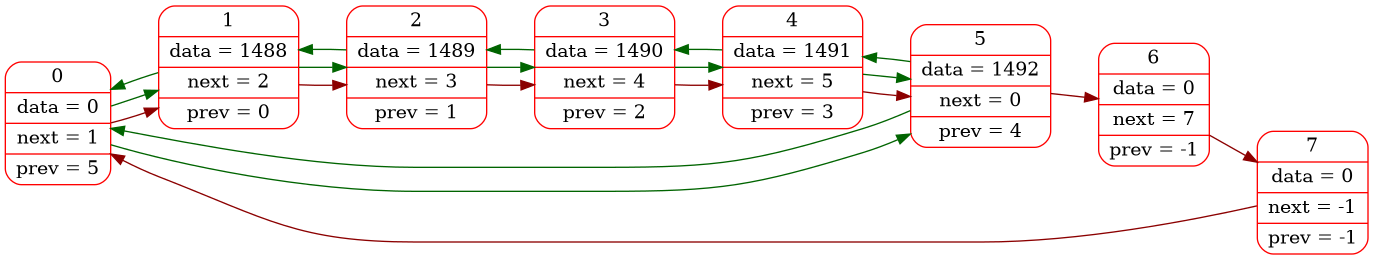 0
data = 0
next = 1
prev = 5
1
data = 1488
next = 2
prev = 0
2
data = 1489
next = 3
prev = 1
3
data = 1490
next = 4
prev = 2
4
data = 1491
next = 5
prev = 3
5
data = 1492
next = 0
prev = 4
6
data = 0
next = 7
prev = -1
7
data = 0
next = -1
prev = -1